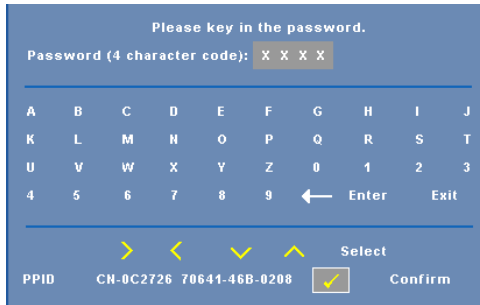 Please key in the password.
Password (4 character code): X X X X
A B C D E F G H I J
K L M N O P Q R S T
U V W X Y Z 0 1 2 3
4 5 6 7 8 9 ← Enter Exit
> < ∨ ∧ Select
PPID CN-0C2726 70641-46B-0208 ✓ Confirm